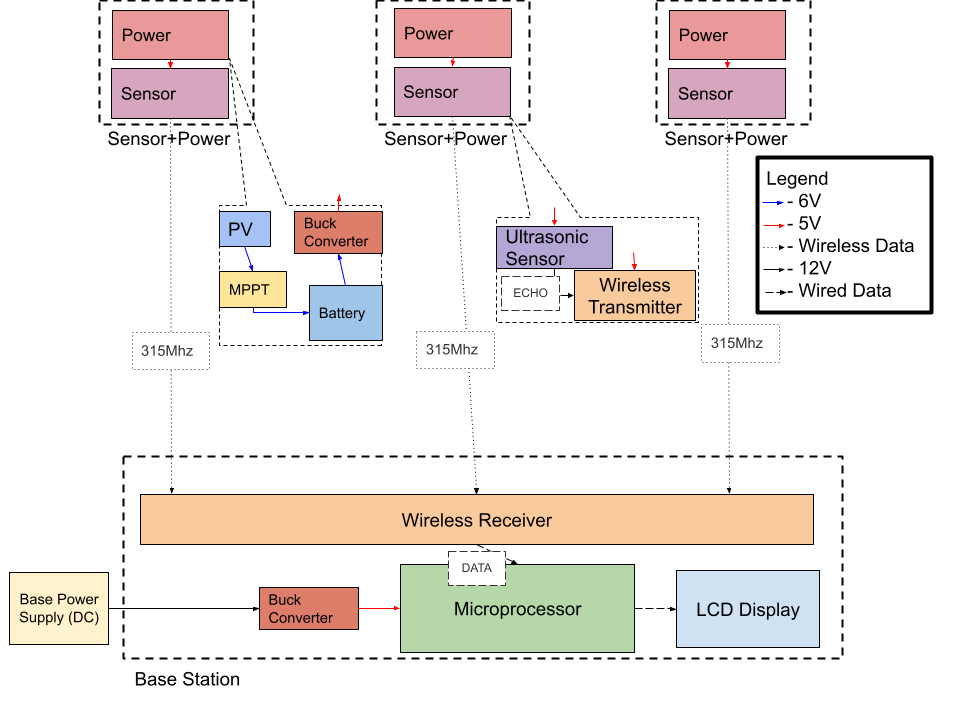 Power
Sensor
Sensor+Power
Power
Sensor
Sensor+Power
Power
Sensor
Sensor+Power
Legend
- 6V
- 5V
- Wireless Data
- 12V
- Wired Data
PV
Buck
Converter
MPPT
Battery
Ultrasonic
Sensor
ECHO
Wireless
Transmitter
315Mhz
315Mhz
315Mhz
Wireless Receiver
DATA
Base Power
Supply (DC)
Buck
Converter
Microprocessor
LCD Display
Base Station